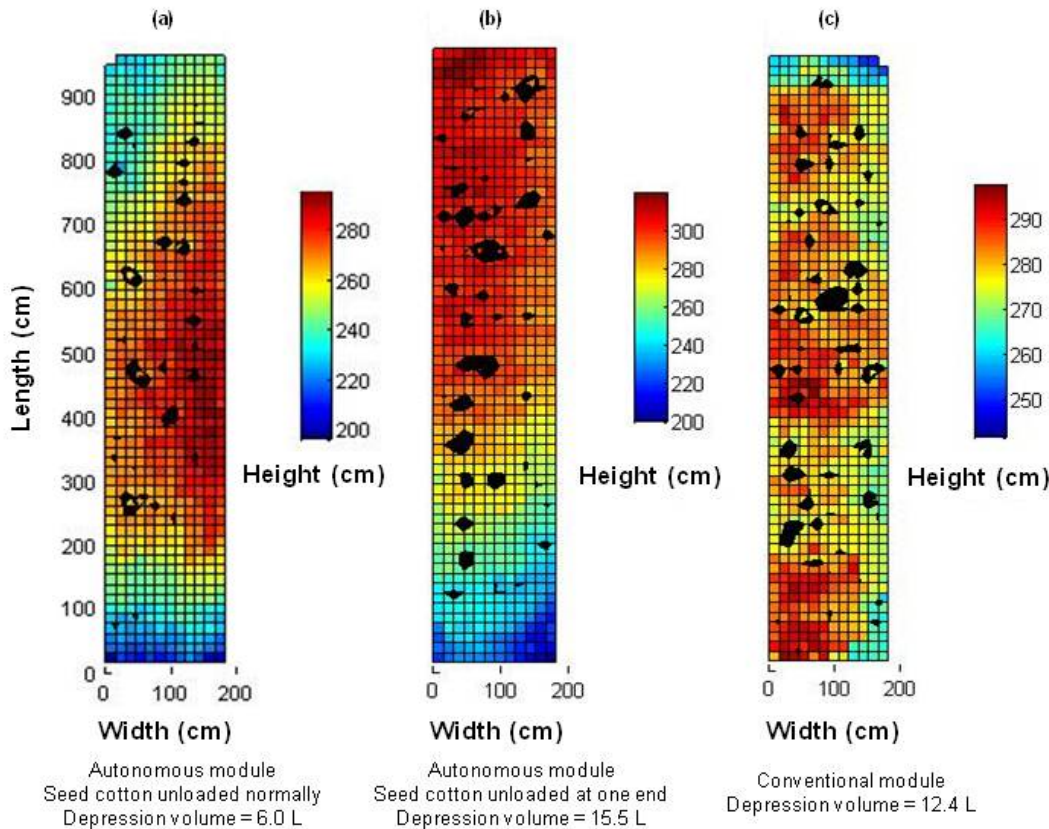 (a)
(b)
(c)
Length (cm)
900
800
700
600
500
400
300
200
100
0
280
260
240
220
200
Height (cm)
0 100 200
Width (cm)
300
280
260
240
220
200
Height (cm)
0 100 200
Width (cm)
290
280
270
260
250
Height (cm)
0 100 200
Width (cm)
Autonomous module
Seed cotton unloaded normally
Depression volume = 6.0 L
Autonomous module
Seed cotton unloaded at one end
Depression volume = 15.5 L
Conventional module
Depression volume = 12.4 L